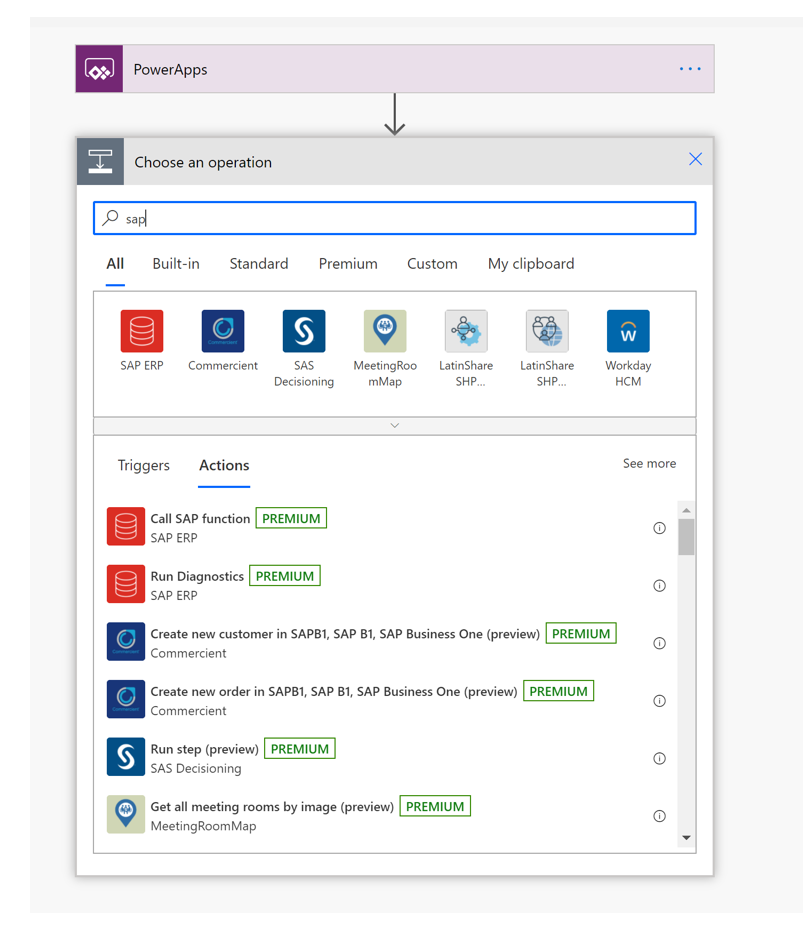 PowerApps
Choose an operation
sap
All Built-in Standard Premium Custom My clipboard
SAP ERP
Commercient
SAS
Decisioning
MeetingRoo
mMap
LatinShare
SHP...
LatinShare
SHP...
Workday
HCM
Triggers Actions See more
Call SAP function PREMIUM
SAP ERP
Run Diagnostics PREMIUM
SAP ERP
Create new customer in SAPB1, SAP B1, SAP Business One (preview) PREMIUM
Commercient
Create new order in SAPB1, SAP B1, SAP Business One (preview) PREMIUM
Commercient
Run step (preview) PREMIUM
SAS Decisioning
Get all meeting rooms by image (preview) PREMIUM
MeetingRoomMap